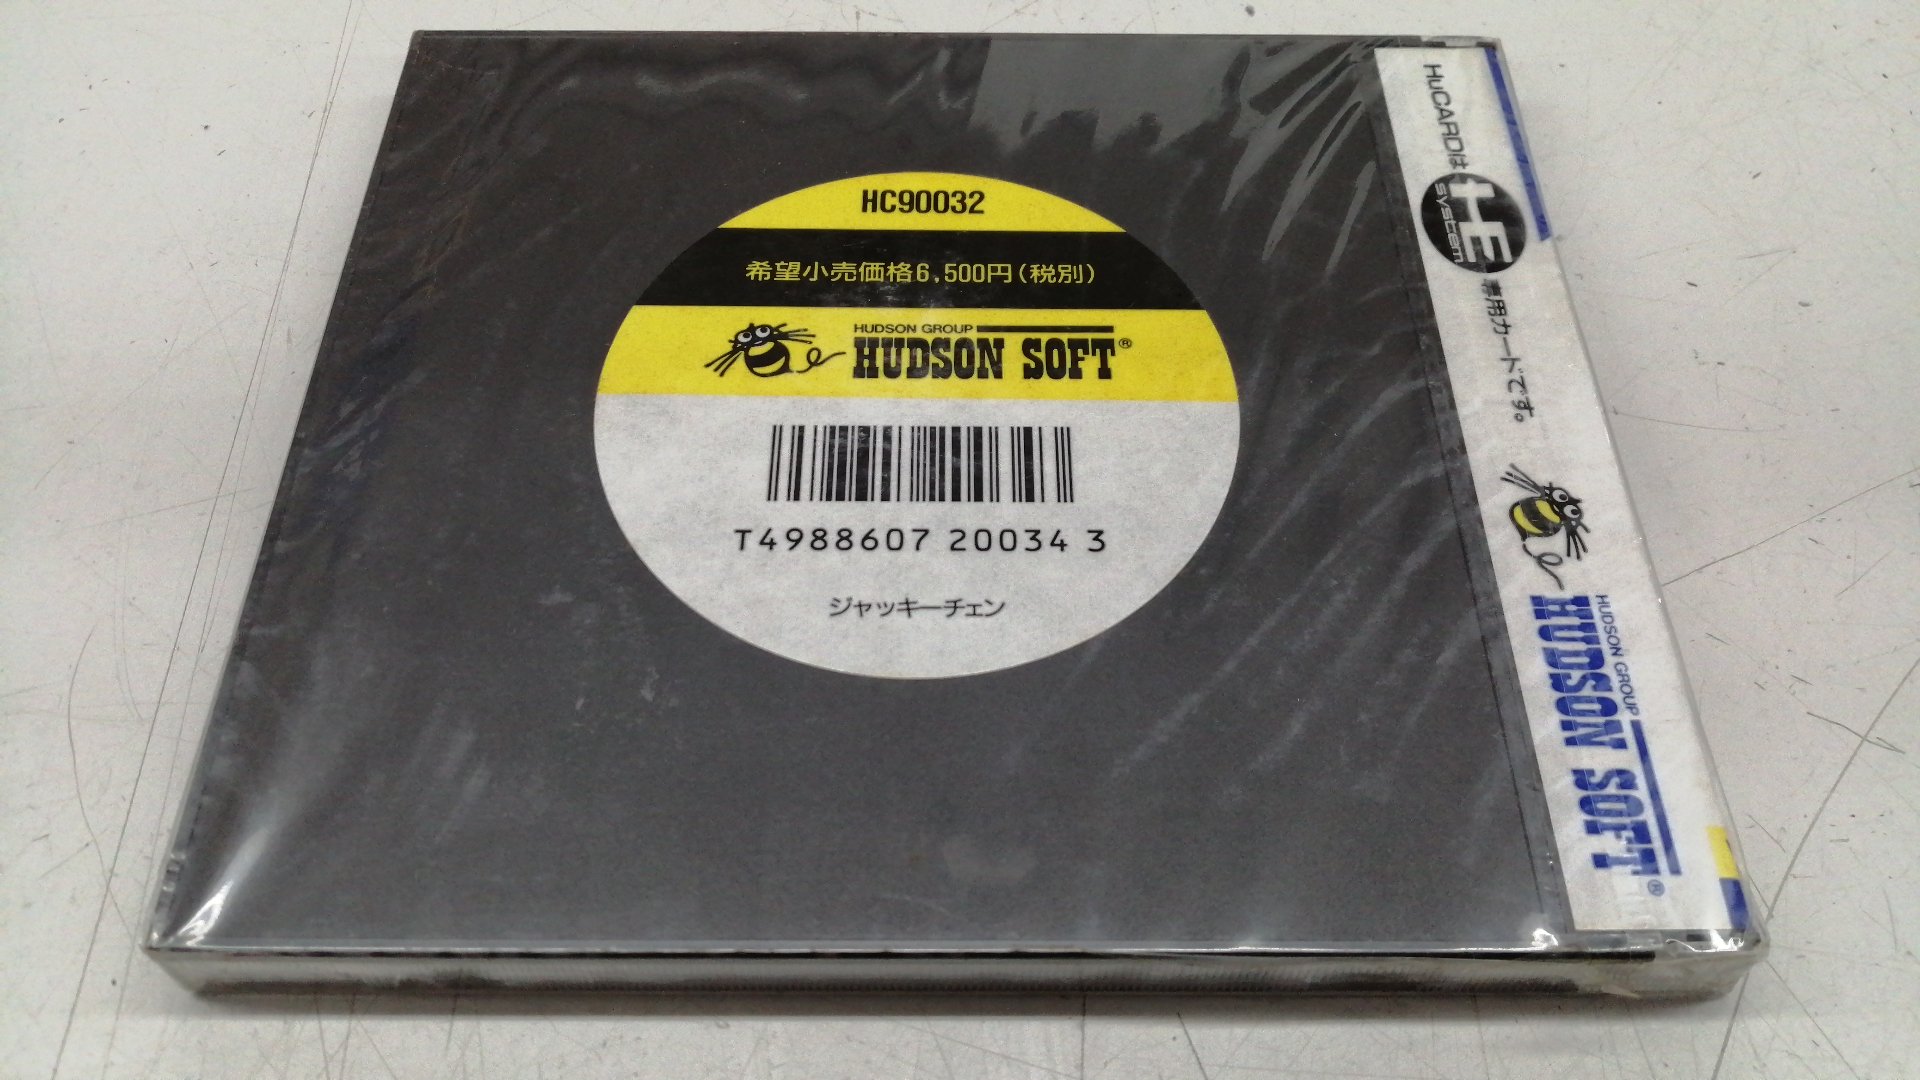 HC90032
希望小売価格6,500円(税別)
HUDSON GROUP
HUDSON SOFT®
T4988607 20034 3
ジャッキーチェン
HuCARDは
HE
system
専用カードです。
HUDSON GROUP
HUDSON SOFT®